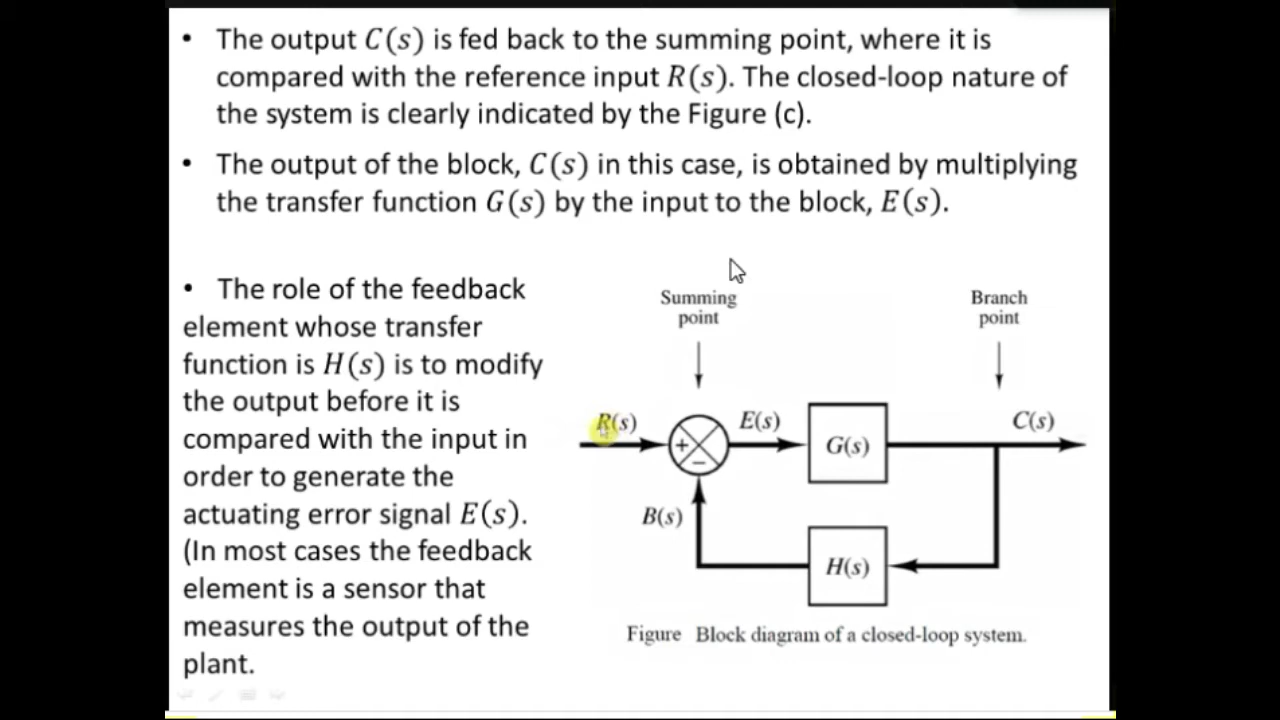 • The output C(s) is fed back to the summing point, where it is
compared with the reference input R(s). The closed-loop nature of
the system is clearly indicated by the Figure (c).
• The output of the block, C(s) in this case, is obtained by multiplying
the transfer function G(s) by the input to the block, E(s).
• The role of the feedback
element whose transfer
function is H(s) is to modify
the output before it is
compared with the input in
order to generate the
actuating error signal E(s).
(In most cases the feedback
element is a sensor that
measures the output of the
plant.
Summing
point
Branch
point
R(s)
+
−
E(s)
G(s)
C(s)
B(s)
H(s)
Figure Block diagram of a closed-loop system.